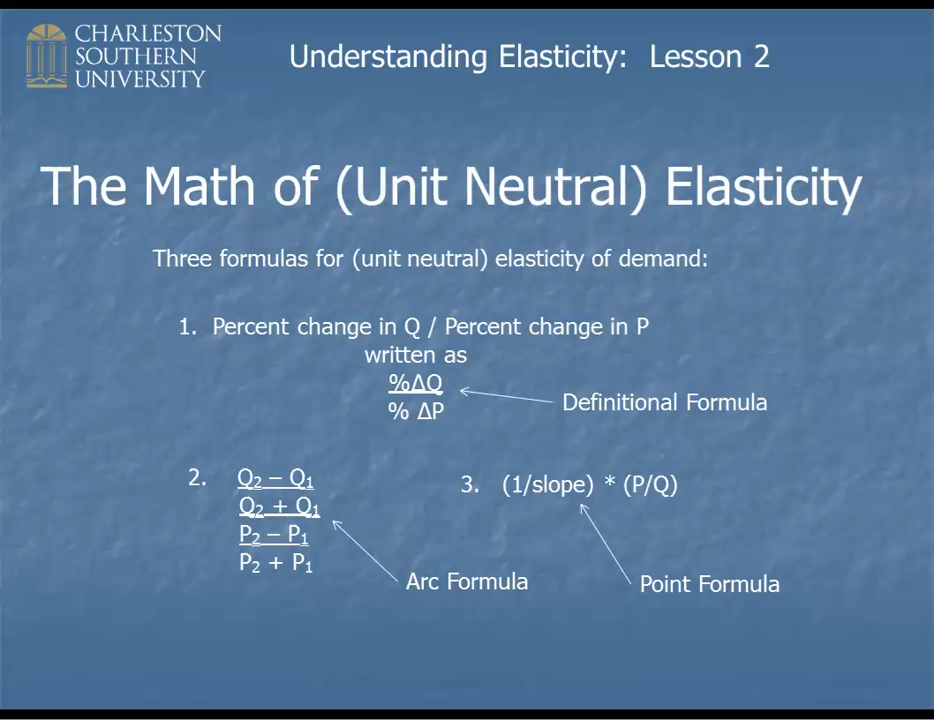 CHARLESTON
SOUTHERN
UNIVERSITY
Understanding Elasticity: Lesson 2
The Math of (Unit Neutral) Elasticity
Three formulas for (unit neutral) elasticity of demand:
1. Percent change in Q / Percent change in P
written as
%ΔQ
% ΔP
Definitional Formula
2. Q₂ – Q₁
Q₂ + Q₁
P₂ – P₁
P₂ + P₁
Arc Formula
3. (1/slope) * (P/Q)
Point Formula